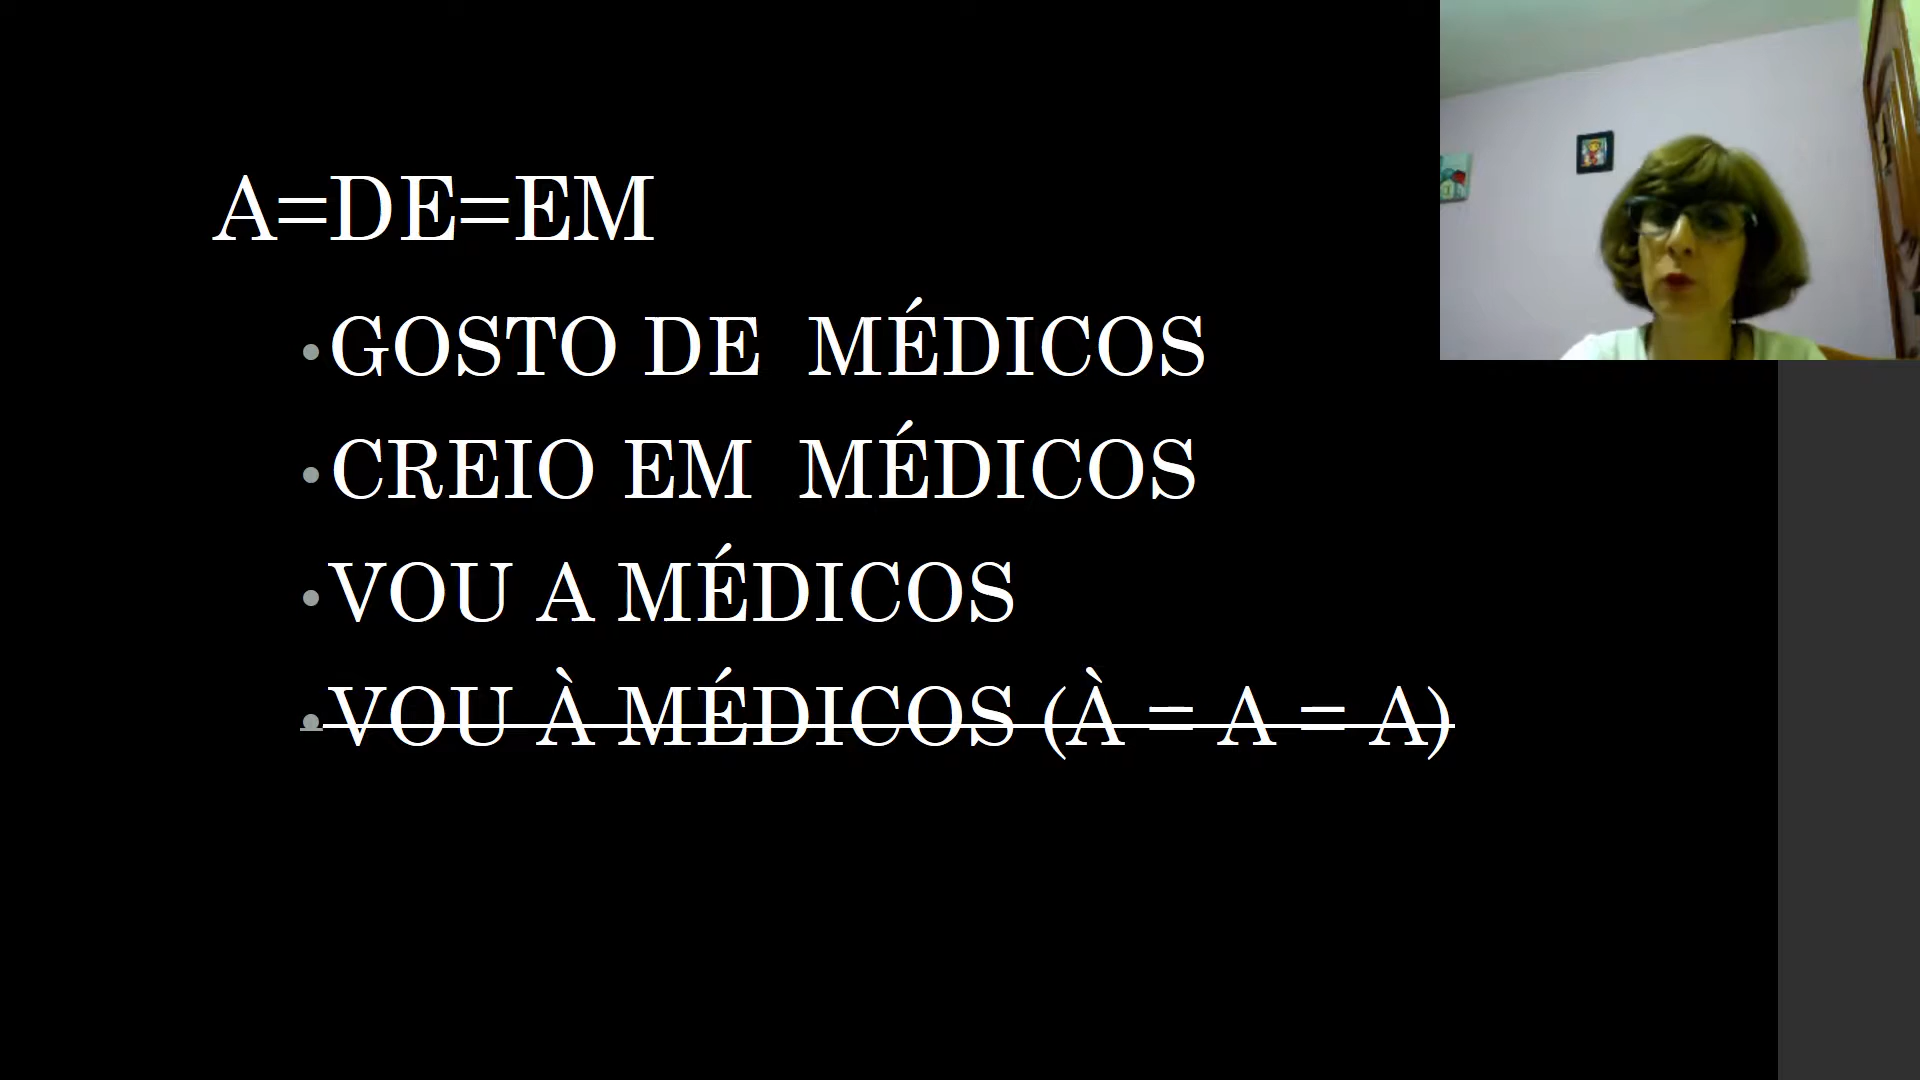 A=DE=EM
• GOSTO DE MÉDICOS
• CREIO EM MÉDICOS
• VOU A MÉDICOS
• VOU À MÉDICOS (À = A = A)